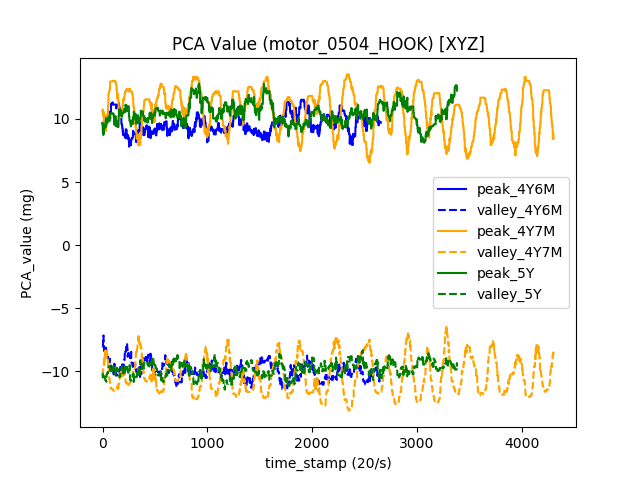 PCA Value (motor_0504_HOOK) [XYZ]
PCA_value (mg)
10
5
0
−5
−10
peak_4Y6M
valley_4Y6M
peak_4Y7M
valley_4Y7M
peak_5Y
valley_5Y
0 1000 2000 3000 4000
time_stamp (20/s)